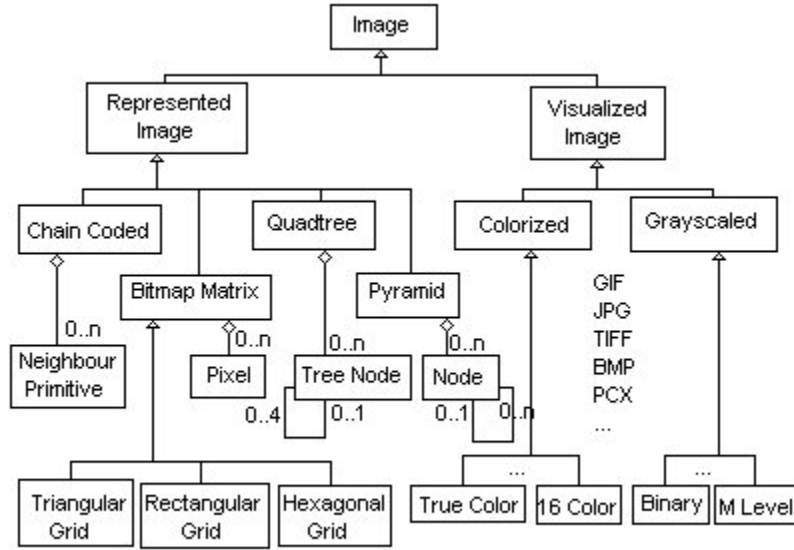 Image
Represented
Image
Visualized
Image
Chain Coded
Quadtree
Colorized
Grayscaled
Bitmap Matrix
Pyramid
GIF
JPG
TIFF
BMP
PCX
...
0..n
0..n
0..n
0..n
Neighbour
Primitive
Pixel
Tree Node
Node
0..4
0..1
0..1
0..n
...
...
Triangular
Grid
Rectangular
Grid
Hexagonal
Grid
True Color
16 Color
Binary
M Level